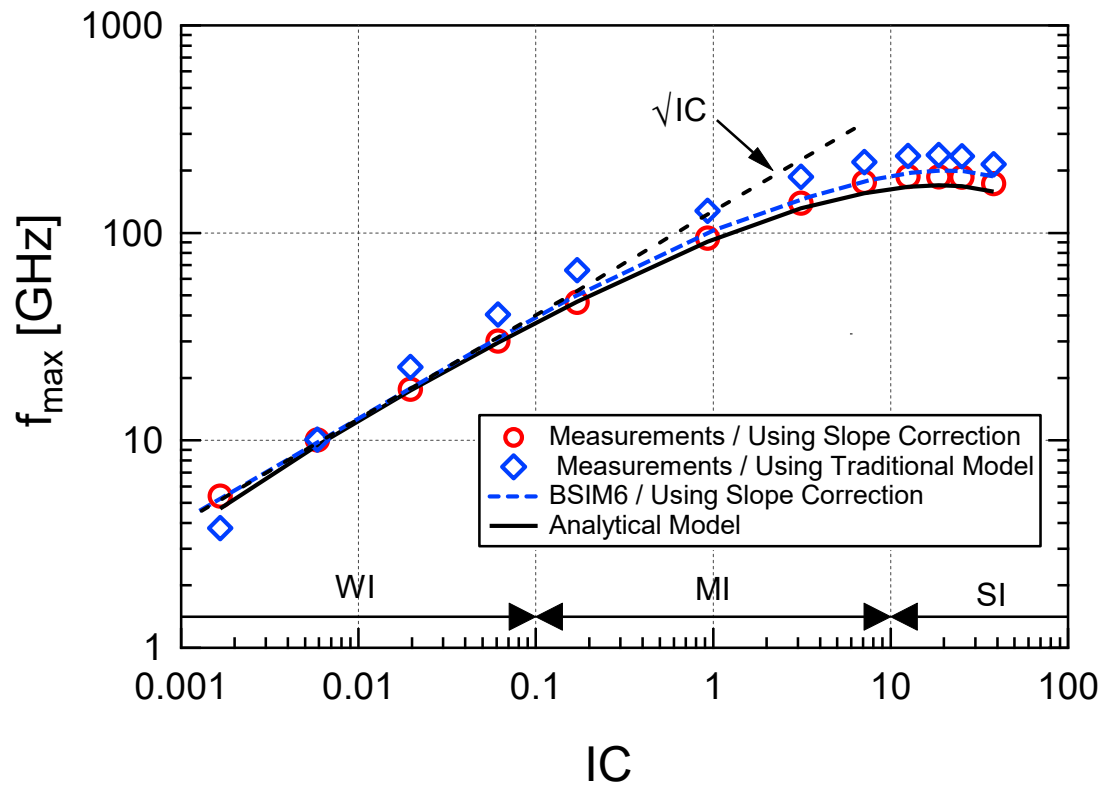 1000
100
10
1
f_max [GHz]
√IC
Measurements / Using Slope Correction
Measurements / Using Traditional Model
BSIM6 / Using Slope Correction
Analytical Model
WI
MI
SI
0.001 0.01 0.1 1 10 100
IC